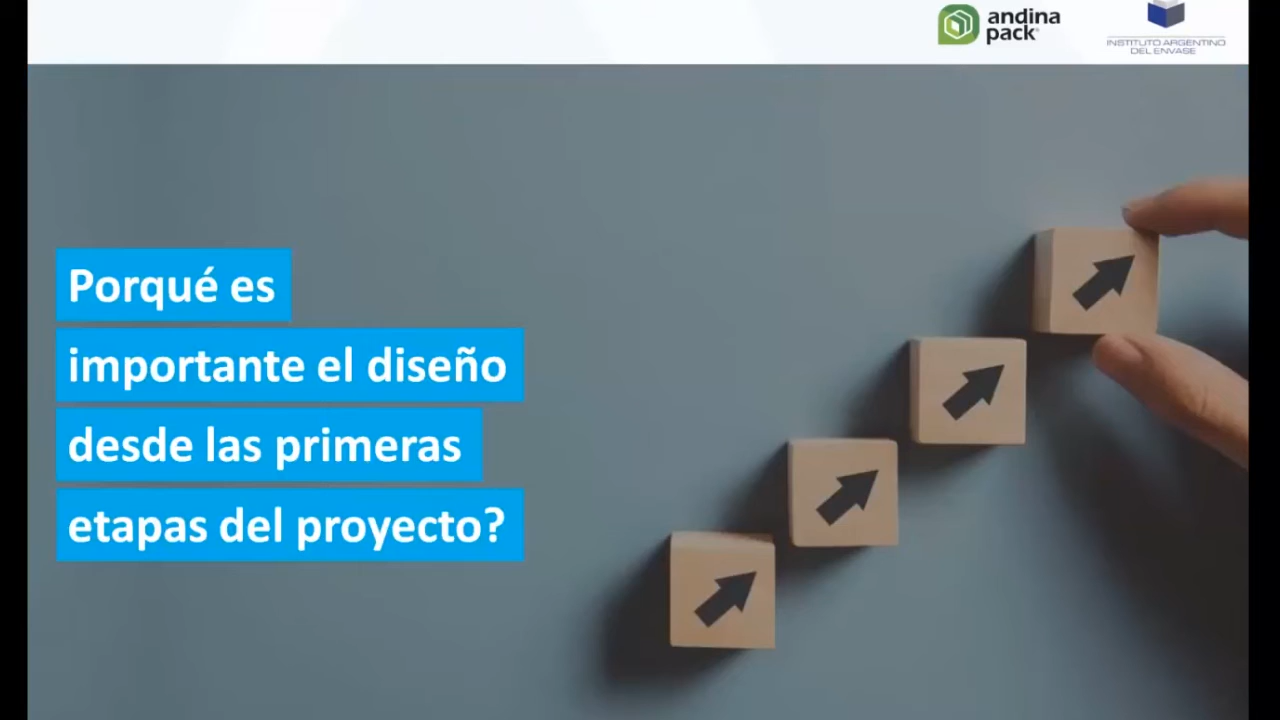 andina
pack
INSTITUTO ARGENTINO
DEL ENVASE
Porqué es
importante el diseño
desde las primeras
etapas del proyecto?